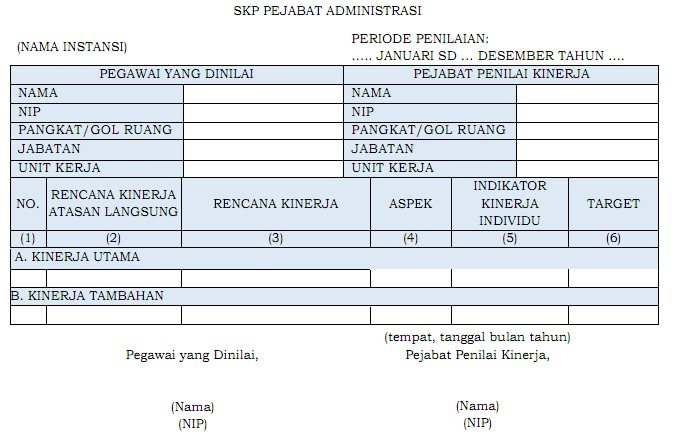 SKP PEJABAT ADMINISTRASI
(NAMA INSTANSI)
PERIODE PENILAIAN:
..... JANUARI SD ... DESEMBER TAHUN ....
PEGAWAI YANG DINILAI PEJABAT PENILAI KINERJA
NAMA NAMA
NIP NIP
PANGKAT/GOL RUANG PANGKAT/GOL RUANG
JABATAN JABATAN
UNIT KERJA UNIT KERJA
NO.
RENCANA KINERJA
ATASAN LANGSUNG
RENCANA KINERJA
ASPEK
INDIKATOR
KINERJA
INDIVIDU
TARGET
(1) (2) (3) (4) (5) (6)
A. KINERJA UTAMA
B. KINERJA TAMBAHAN
(tempat, tanggal bulan tahun)
Pegawai yang Dinilai, Pejabat Penilai Kinerja,
(Nama) (Nama)
(NIP) (NIP)